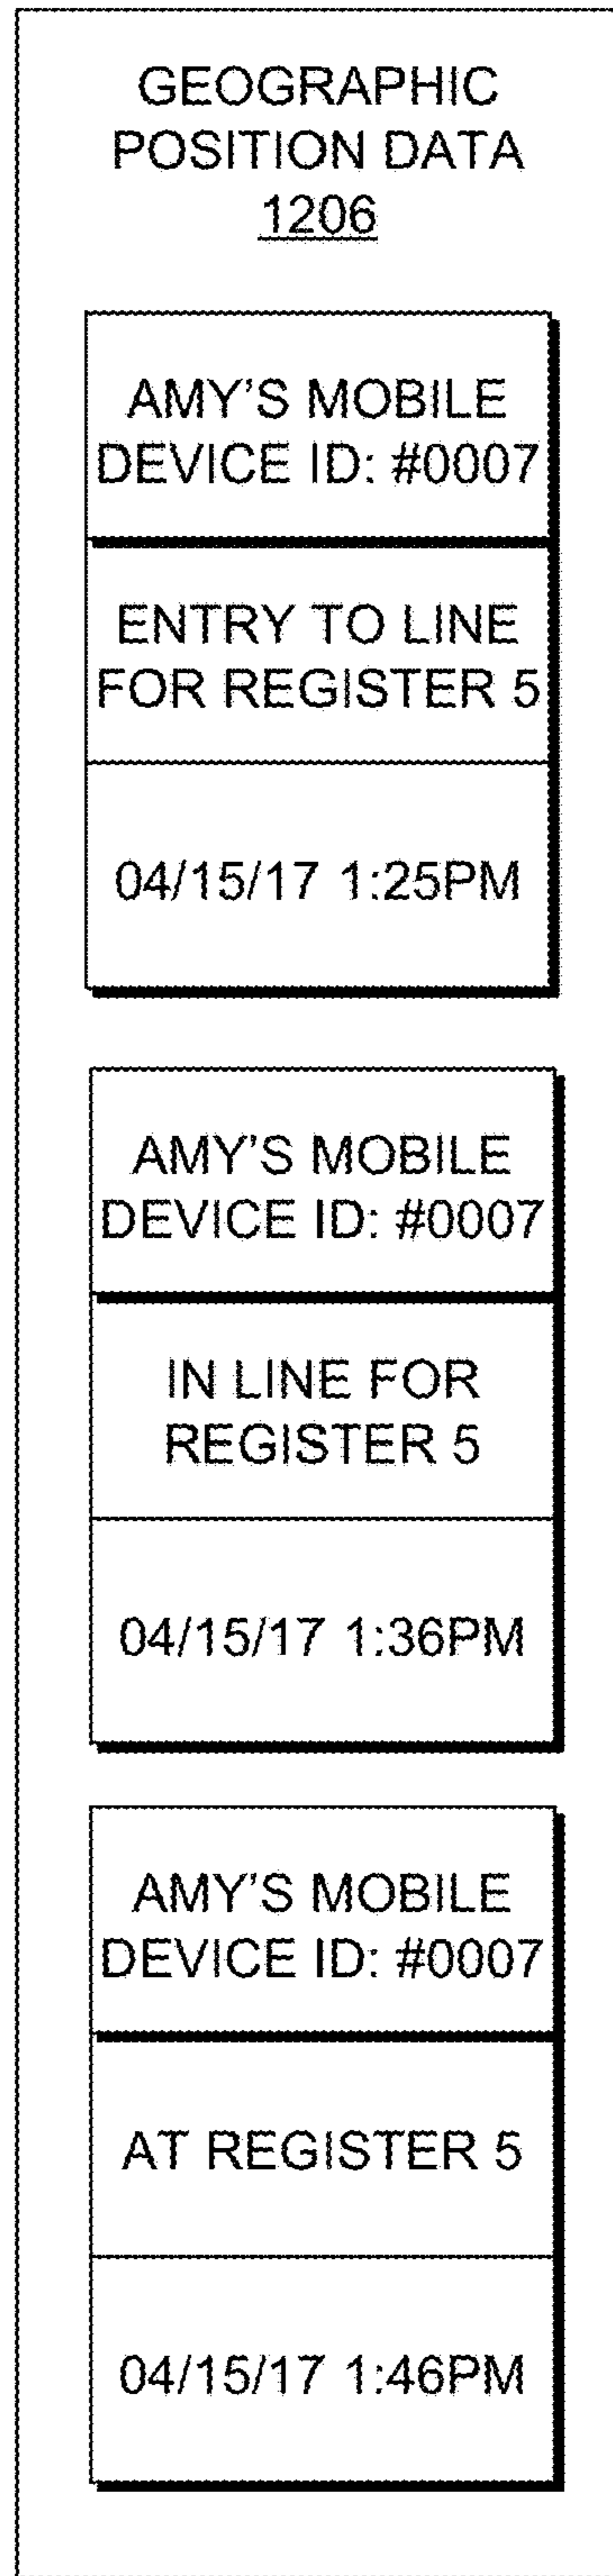 GEOGRAPHIC
POSITION DATA
1206
AMY'S MOBILE
DEVICE ID: #0007
ENTRY TO LINE
FOR REGISTER 5
04/15/17 1:25PM
AMY'S MOBILE
DEVICE ID: #0007
IN LINE FOR
REGISTER 5
04/15/17 1:36PM
AMY'S MOBILE
DEVICE ID: #0007
AT REGISTER 5
04/15/17 1:46PM